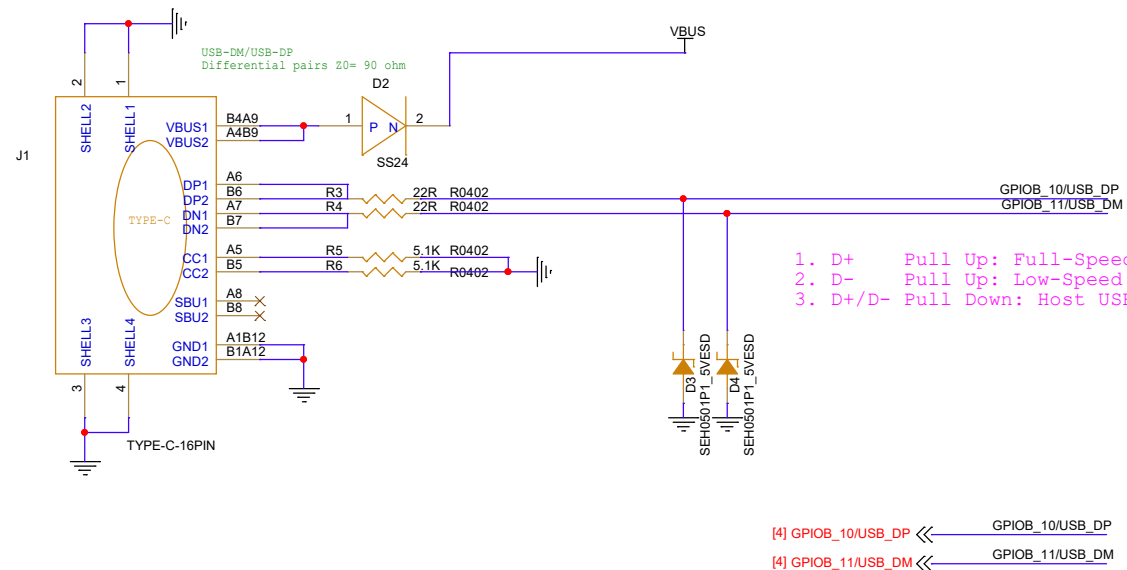 VBUS
USB-DM/USB-DP
Differential pairs Z0= 90 ohm
D2
2
1
SHELL2
SHELL1
J1
VBUS1 B4A9
VBUS2 A4B9
1
P N
2
SS24
DP1 A6
DP2 B6 R3 22R R0402
DN1 A7 R4 22R R0402
DN2 B7
TYPE-C
GPIOB_10/USB_DP
GPIOB_11/USB_DM
CC1 A5 R5 5.1K R0402
CC2 B5 R6 5.1K R0402
1. D+ Pull Up: Full-Speed
2. D- Pull Up: Low-Speed
3. D+/D- Pull Down: Host USB
SBU1 A8
SBU2 B8
SHELL3
SHELL4
GND1 A1B12
GND2 B1A12
3
4
TYPE-C-16PIN
D3
SEH0501P1_5VESD
D4
SEH0501P1_5VESD
[4] GPIOB_10/USB_DP GPIOB_10/USB_DP
[4] GPIOB_11/USB_DM GPIOB_11/USB_DM